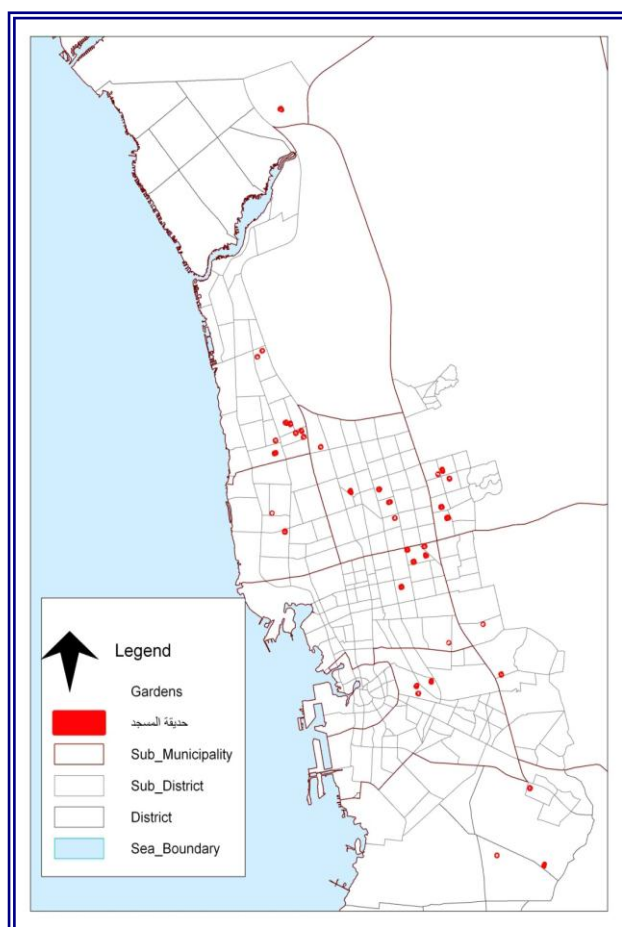 Legend
Gardens
حديقة المسجد
Sub_Municipality
Sub_District
District
Sea_Boundary